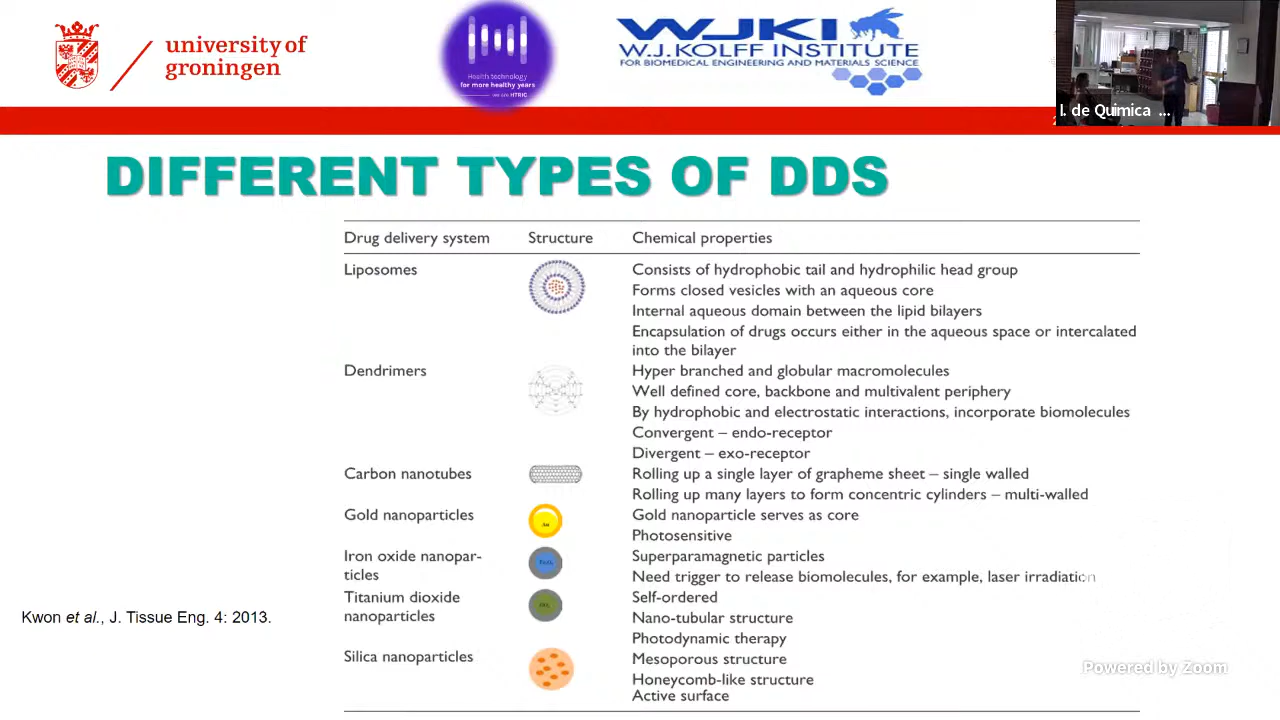 university of
groningen
Health technology
for more healthy years
we are HTRIC
WJKI
W.J.KOLFF INSTITUTE
FOR BIOMEDICAL ENGINEERING AND MATERIALS SCIENCE
I. de Quimica ...
DIFFERENT TYPES OF DDS
Drug delivery system Structure Chemical properties
Liposomes Consists of hydrophobic tail and hydrophilic head group
Forms closed vesicles with an aqueous core
Internal aqueous domain between the lipid bilayers
Encapsulation of drugs occurs either in the aqueous space or intercalated
into the bilayer
Dendrimers Hyper branched and globular macromolecules
Well defined core, backbone and multivalent periphery
By hydrophobic and electrostatic interactions, incorporate biomolecules
Convergent – endo-receptor
Divergent – exo-receptor
Carbon nanotubes Rolling up a single layer of grapheme sheet – single walled
Rolling up many layers to form concentric cylinders – multi-walled
Gold nanoparticles Au Gold nanoparticle serves as core
Photosensitive
Iron oxide nanopar- Superparamagnetic particles
ticles Need trigger to release biomolecules, for example, laser irradiation
Titanium dioxide Self-ordered
nanoparticles Nano-tubular structure
Photodynamic therapy
Silica nanoparticles Mesoporous structure
Honeycomb-like structure
Active surface
Kwon et al., J. Tissue Eng. 4: 2013.
Powered by Zoom